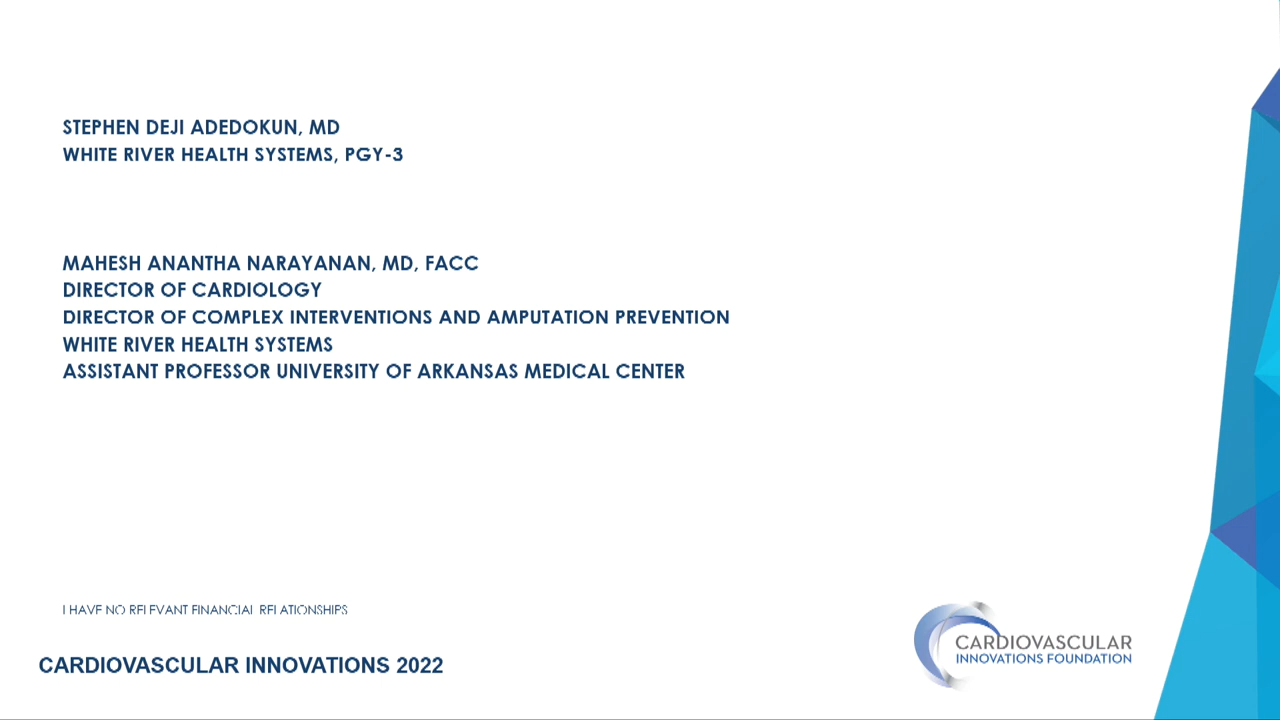 STEPHEN DEJI ADEDOKUN, MD
WHITE RIVER HEALTH SYSTEMS, PGY-3
MAHESH ANANTHA NARAYANAN, MD, FACC
DIRECTOR OF CARDIOLOGY
DIRECTOR OF COMPLEX INTERVENTIONS AND AMPUTATION PREVENTION
WHITE RIVER HEALTH SYSTEMS
ASSISTANT PROFESSOR UNIVERSITY OF ARKANSAS MEDICAL CENTER
I HAVE NO RELEVANT FINANCIAL RELATIONSHIPS
CARDIOVASCULAR INNOVATIONS 2022
CARDIOVASCULAR
INNOVATIONS FOUNDATION